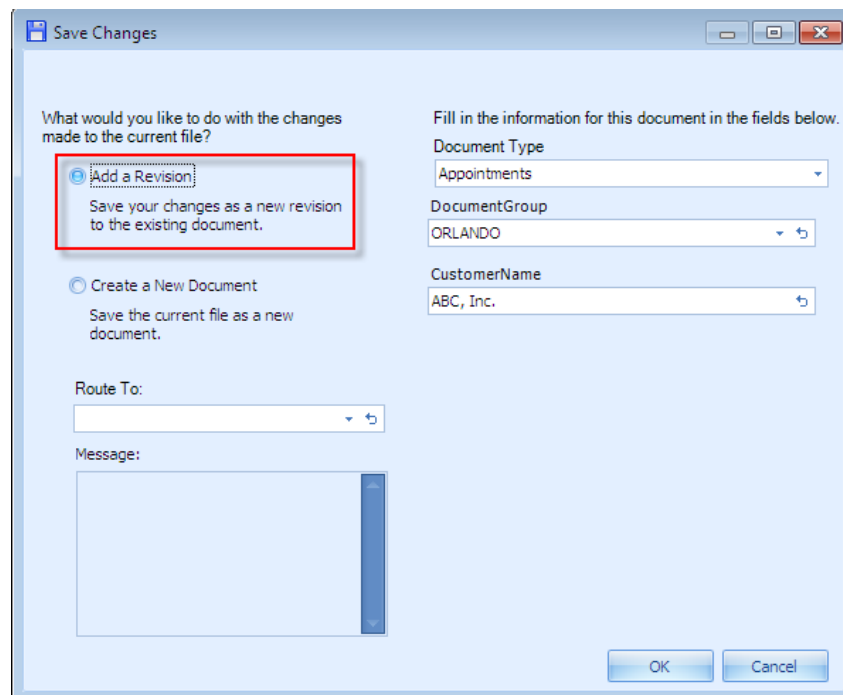 Save Changes
What would you like to do with the changes
made to the current file?
Add a Revision
Save your changes as a new revision
to the existing document.
Create a New Document
Save the current file as a new
document.
Route To:
Message:
Fill in the information for this document in the fields below.
Document Type
Appointments
DocumentGroup
ORLANDO
CustomerName
ABC, Inc.
OK
Cancel